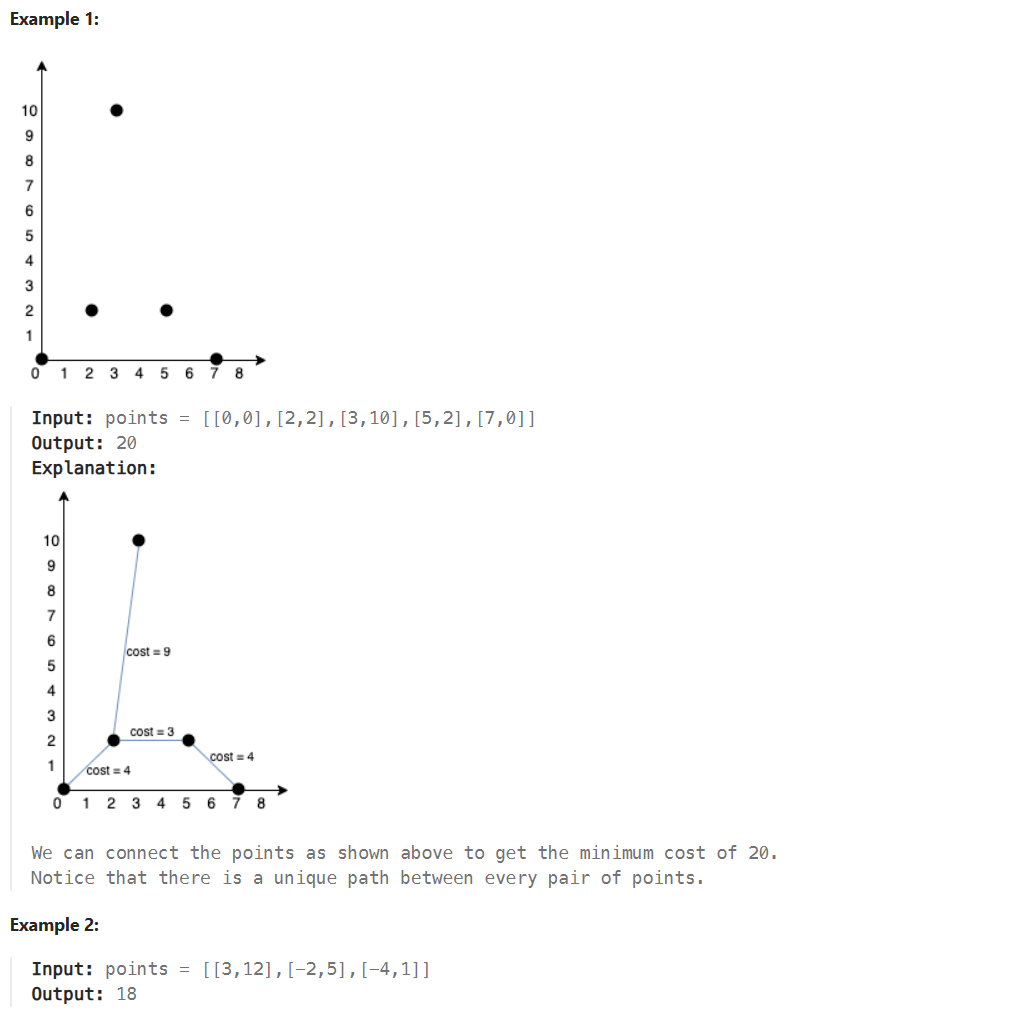 Example 1:
10
9
8
7
6
5
4
3
2
1
0 1 2 3 4 5 6 7 8
Input: points = [[0,0],[2,2],[3,10],[5,2],[7,0]]
Output: 20
Explanation:
10
9
8
7
6
cost = 9
5
4
3
cost = 3
2
cost = 4
1
cost = 4
0 1 2 3 4 5 6 7 8
We can connect the points as shown above to get the minimum cost of 20.
Notice that there is a unique path between every pair of points.
Example 2:
Input: points = [[3,12],[-2,5],[-4,1]]
Output: 18